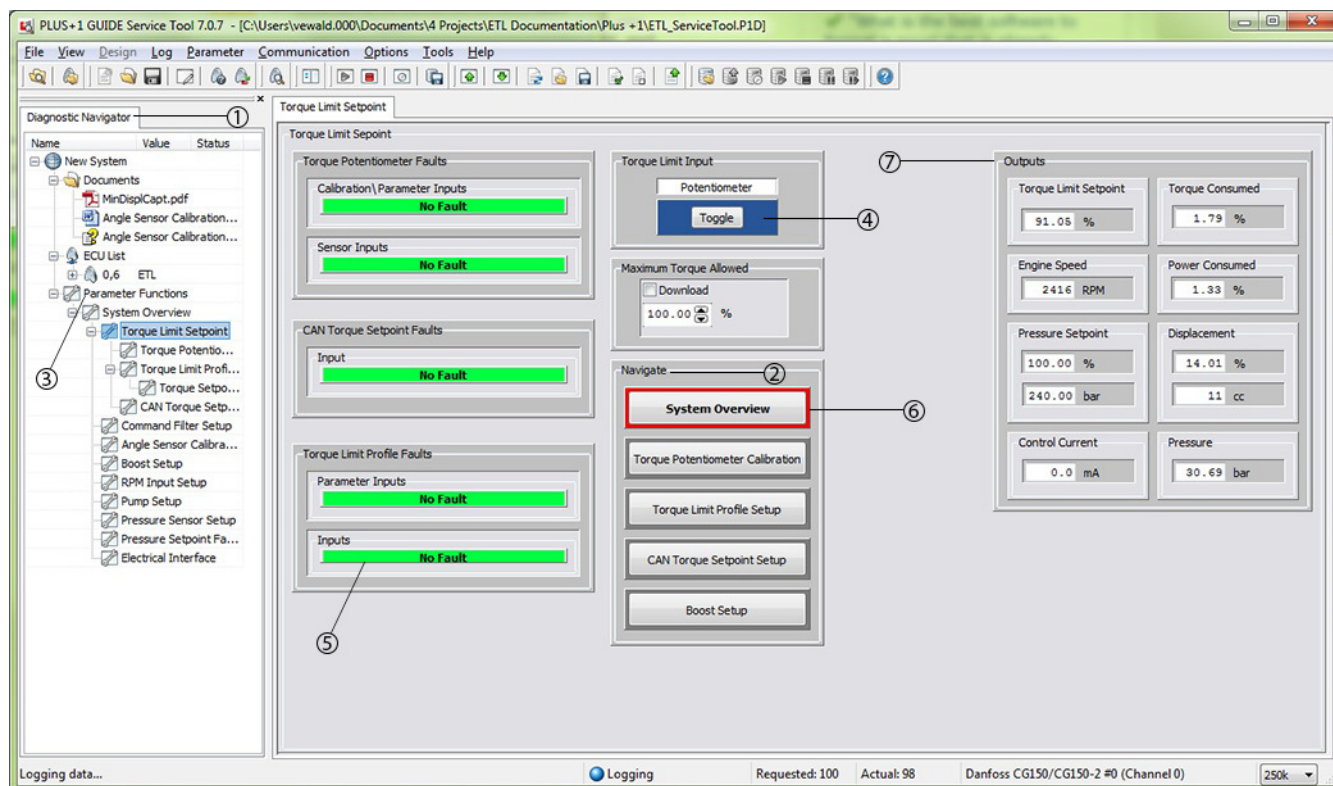 PLUS+1 GUIDE Service Tool 7.0.7 - [C:\Users\vewald.000\Documents\4 Projects\ETL Documentation\Plus +1\ETL_ServiceTool.P1D]
File View Design Log Parameter Communication Options Tools Help
Diagnostic Navigator
①
Name Value Status
New System
Documents
MinDisplCapt.pdf
Angle Sensor Calibration...
Angle Sensor Calibration...
ECU List
0,6 ETL
Parameter Functions
System Overview
Torque Limit Setpoint
Torque Potentio...
Torque Limit Profi...
Torque Setpo...
CAN Torque Setp...
Command Filter Setup
Angle Sensor Calibra...
Boost Setup
RPM Input Setup
Pump Setup
Pressure Sensor Setup
Pressure Setpoint Fa...
Electrical Interface
③
Torque Limit Setpoint
Torque Limit Sepoint
Torque Potentiometer Faults
Calibration\Parameter Inputs
No Fault
Sensor Inputs
No Fault
CAN Torque Setpoint Faults
Input
No Fault
Torque Limit Profile Faults
Parameter Inputs
No Fault
Inputs
No Fault
⑤
Torque Limit Input
Potentiometer
Toggle
④
Maximum Torque Allowed
Download
100.00 %
Navigate
②
System Overview
⑥
Torque Potentiometer Calibration
Torque Limit Profile Setup
CAN Torque Setpoint Setup
Boost Setup
⑦
Outputs
Torque Limit Setpoint
91.05 %
Torque Consumed
1.79 %
Engine Speed
2416 RPM
Power Consumed
1.33 %
Pressure Setpoint
100.00 %
240.00 bar
Displacement
14.01 %
11 cc
Control Current
0.0 mA
Pressure
30.69 bar
Logging data...
Logging
Requested: 100
Actual: 98
Danfoss CG150/CG150-2 #0 (Channel 0)
250k